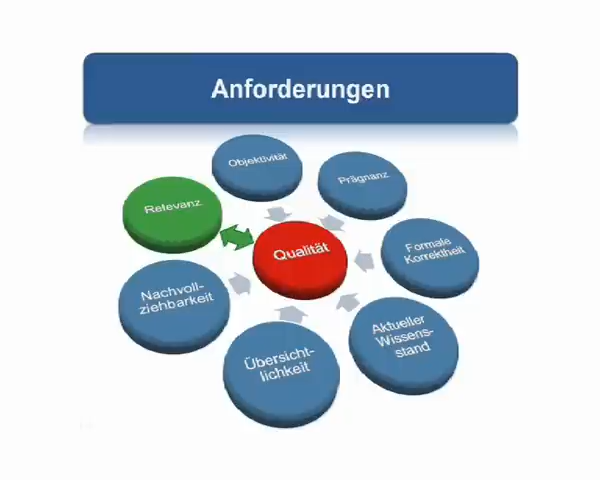 Anforderungen
Objektivität
Prägnanz
Relevanz
Qualität
Formale
Korrektheit
Nachvoll-
ziehbarkeit
Aktueller
Wissens-
stand
Übersicht-
lichkeit